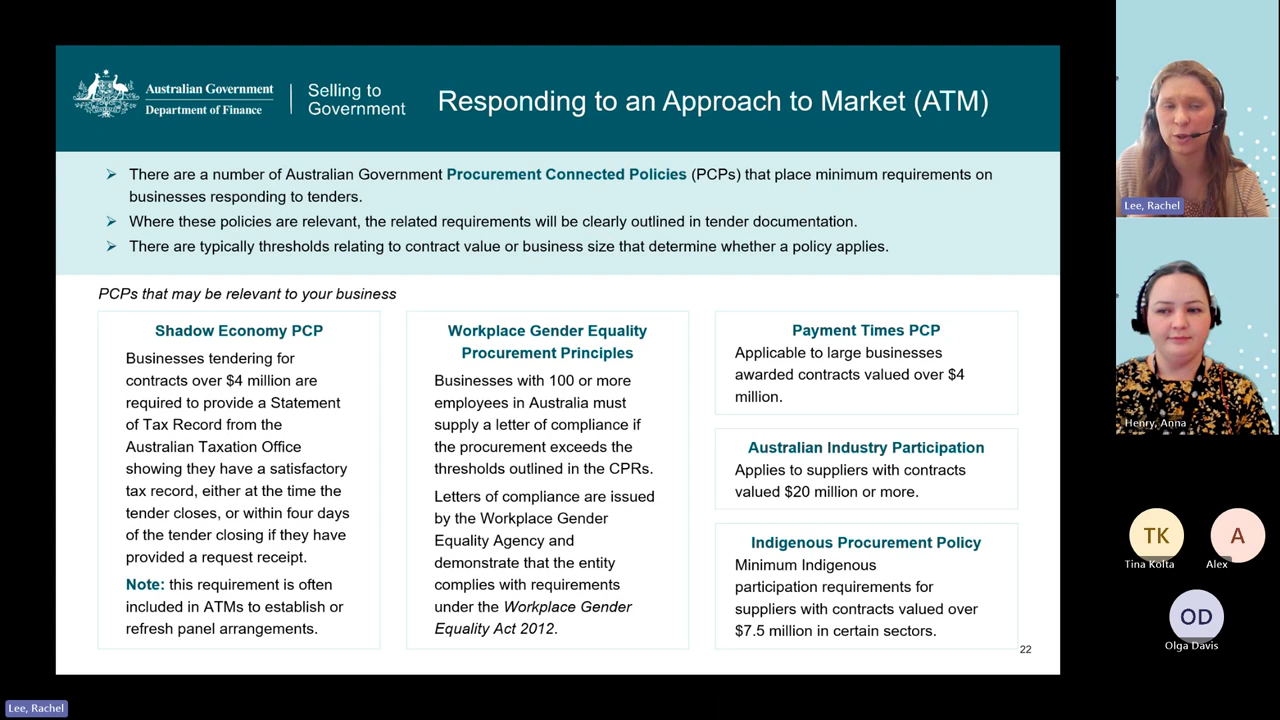 Australian Government
Department of Finance
Selling to
Government
Responding to an Approach to Market (ATM)
There are a number of Australian Government Procurement Connected Policies (PCPs) that place minimum requirements on
businesses responding to tenders.
Where these policies are relevant, the related requirements will be clearly outlined in tender documentation.
There are typically thresholds relating to contract value or business size that determine whether a policy applies.
PCPs that may be relevant to your business
Shadow Economy PCP
Businesses tendering for
contracts over $4 million are
required to provide a Statement
of Tax Record from the
Australian Taxation Office
showing they have a satisfactory
tax record, either at the time the
tender closes, or within four days
of the tender closing if they have
provided a request receipt.
Note: this requirement is often
included in ATMs to establish or
refresh panel arrangements.
Workplace Gender Equality
Procurement Principles
Businesses with 100 or more
employees in Australia must
supply a letter of compliance if
the procurement exceeds the
thresholds outlined in the CPRs.
Letters of compliance are issued
by the Workplace Gender
Equality Agency and
demonstrate that the entity
complies with requirements
under the Workplace Gender
Equality Act 2012.
Payment Times PCP
Applicable to large businesses
awarded contracts valued over $4
million.
Australian Industry Participation
Applies to suppliers with contracts
valued $20 million or more.
Indigenous Procurement Policy
Minimum Indigenous
participation requirements for
suppliers with contracts valued over
$7.5 million in certain sectors.
22
Lee, Rachel
Henry, Anna
TK
Tina Kolta
A
Alex
OD
Olga Davis
Lee, Rachel